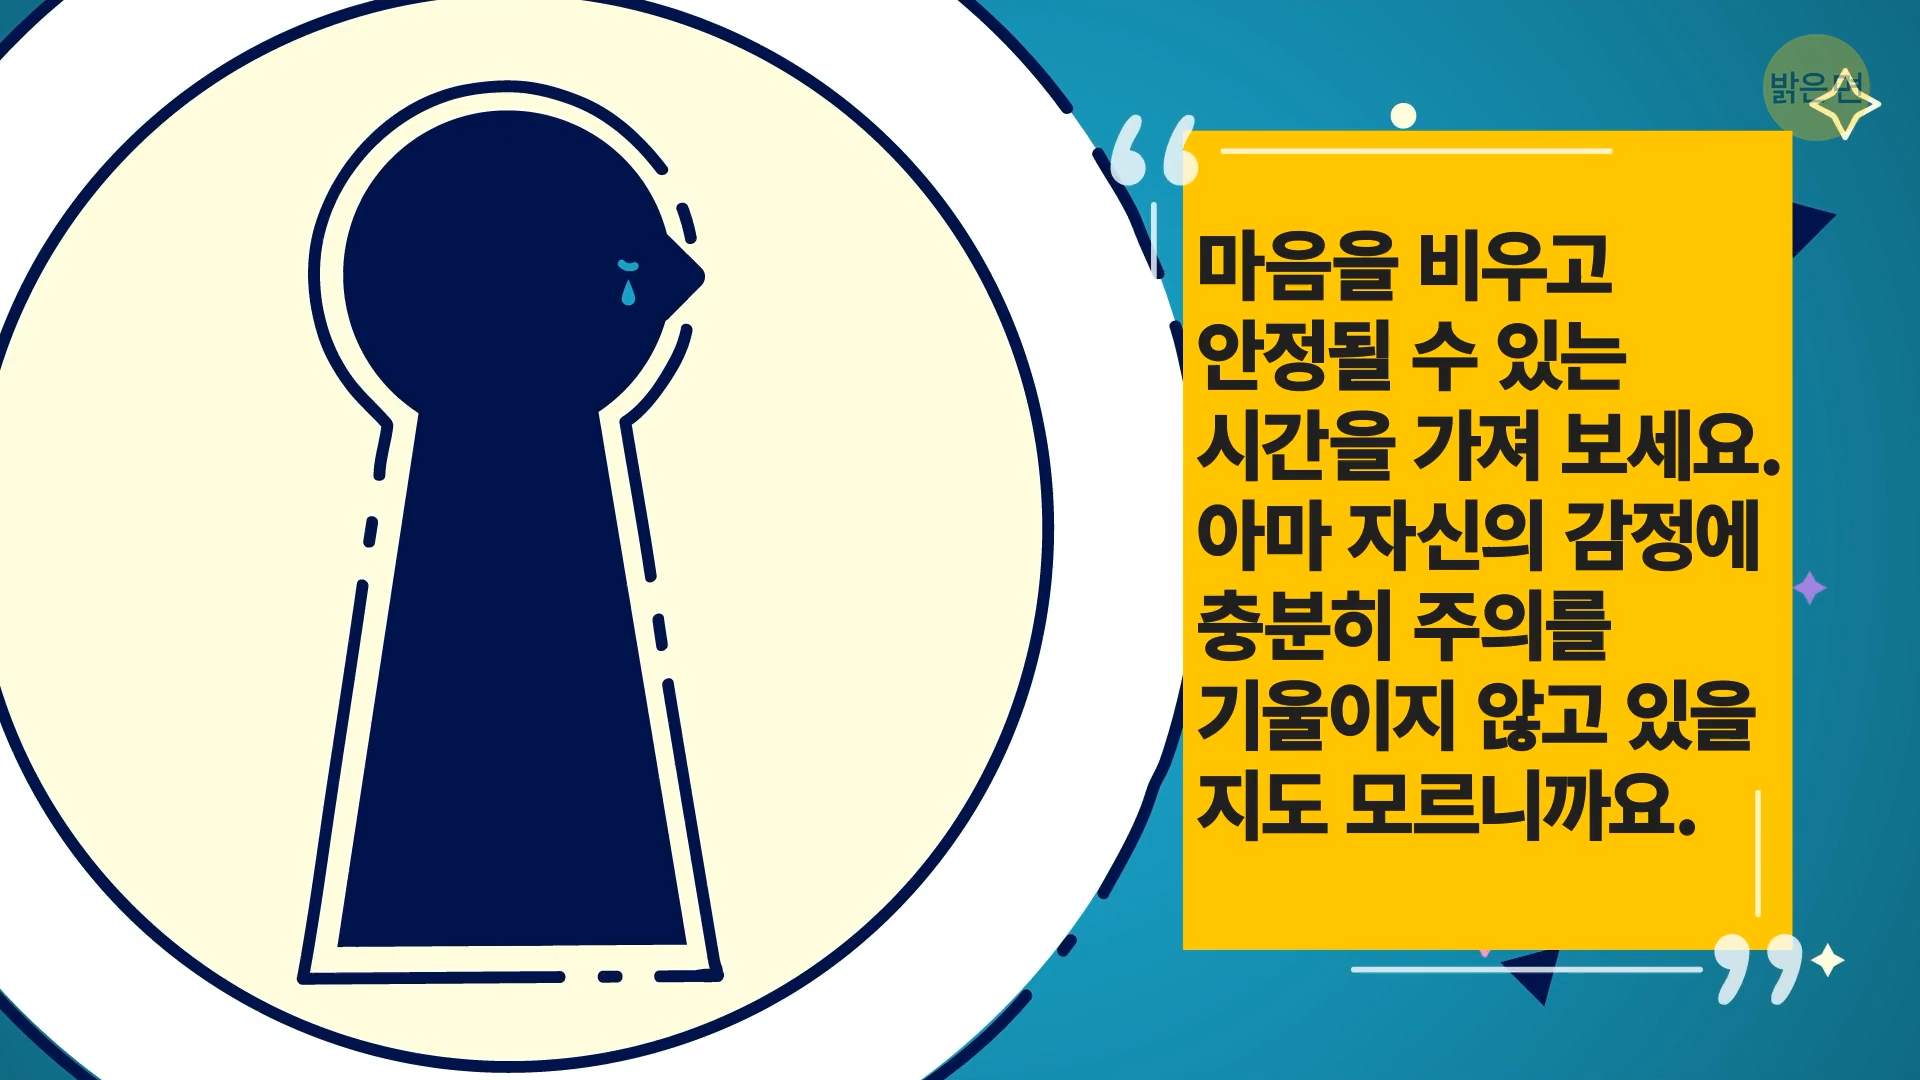 밝은면
마음을 비우고
안정될 수 있는
시간을 가져 보세요.
아마 자신의 감정에
충분히 주의를
기울이지 않고 있을
지도 모르니까요.